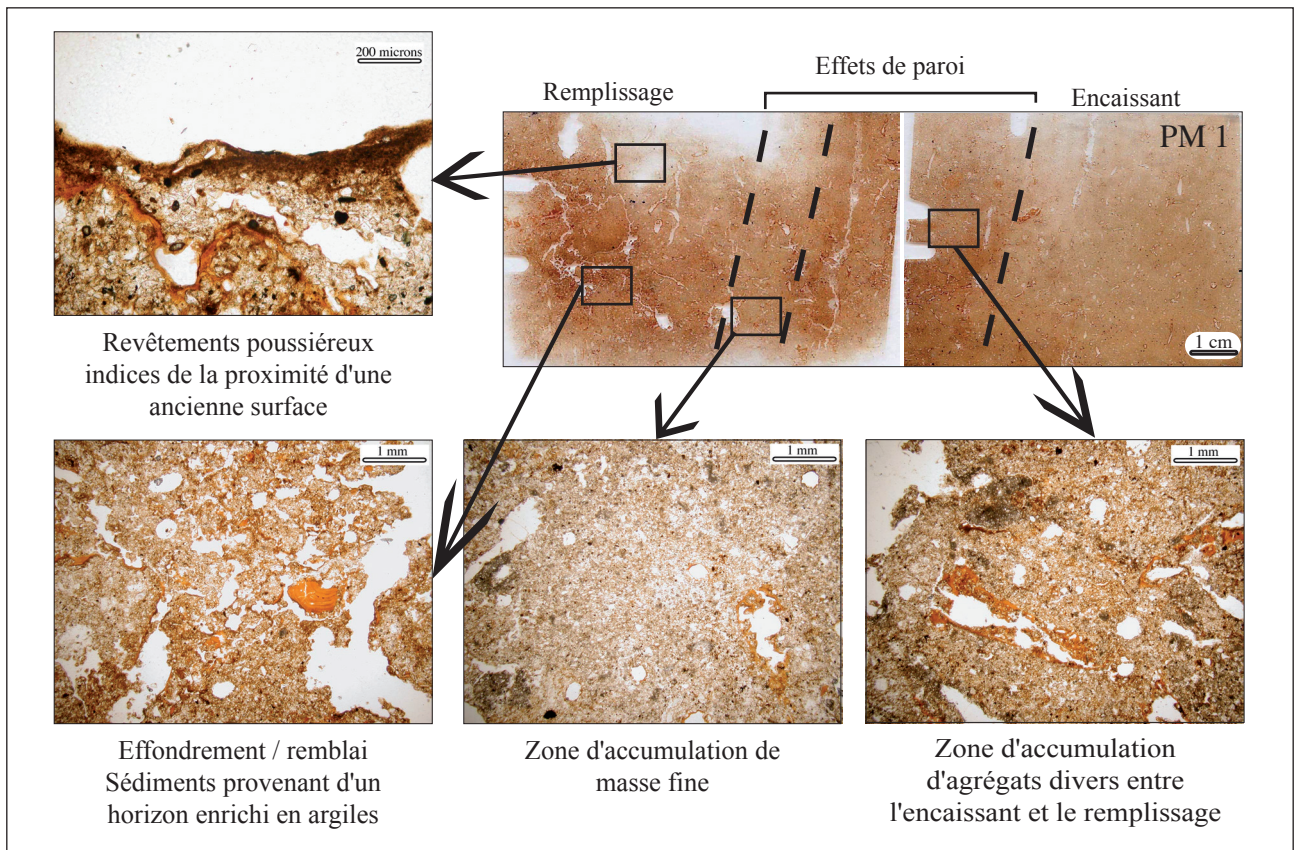 200 microns
Effets de paroi
Remplissage
Encaissant
PM 1
1 cm
Revêtements poussiéreux
indices de la proximité d'une
ancienne surface
1 mm
1 mm
1 mm
Effondrement / remblai
Sédiments provenant d'un
horizon enrichi en argiles
Zone d'accumulation de
masse fine
Zone d'accumulation
d'agrégats divers entre
l'encaissant et le remplissage